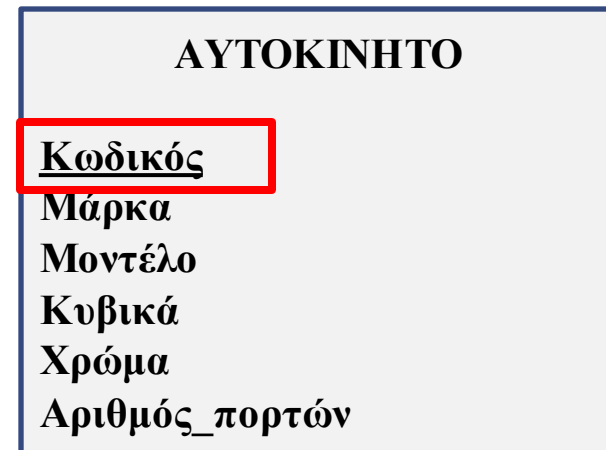 ΑΥΤΟΚΙΝΗΤΟ
Κωδικός
Μάρκα
Μοντέλο
Κυβικά
Χρώμα
Αριθμός_πορτών